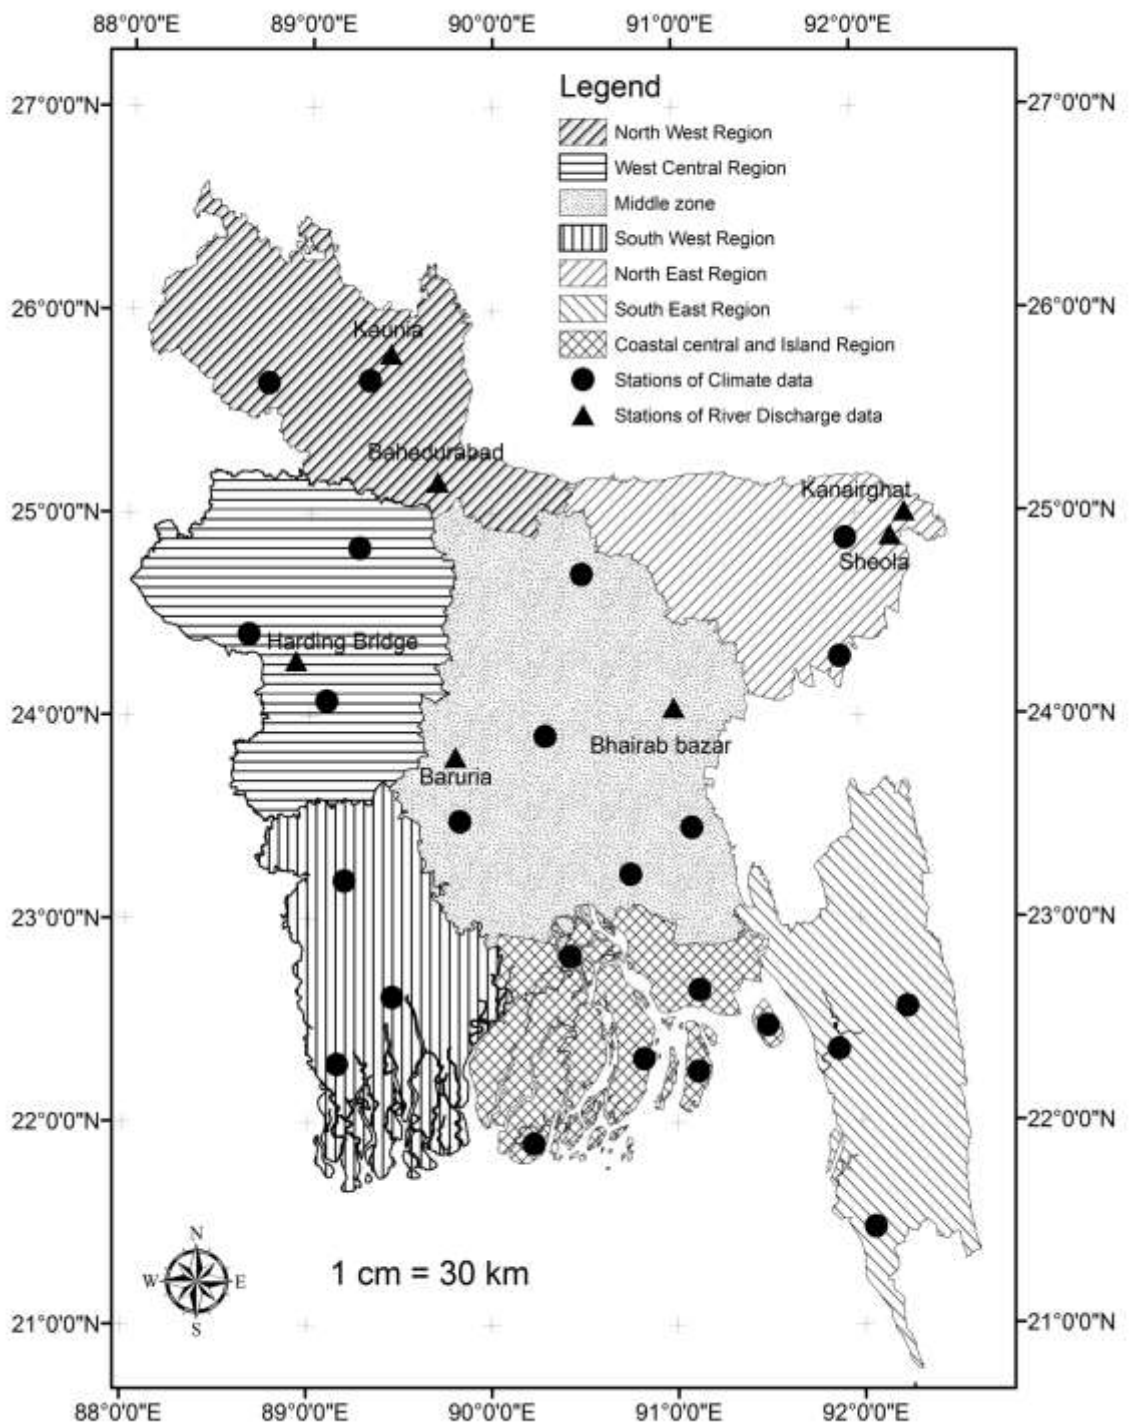 88°0'0"E 89°0'0"E 90°0'0"E 91°0'0"E 92°0'0"E
27°0'0"N 27°0'0"N
Legend
North West Region
West Central Region
Middle zone
South West Region
North East Region
South East Region
Coastal central and Island Region
Stations of Climate data
Stations of River Discharge data
26°0'0"N 26°0'0"N
Kaunia
Bahadurabad
Kanairghat
25°0'0"N 25°0'0"N
Sheola
Harding Bridge
24°0'0"N 24°0'0"N
Bhairab bazar
Baruria
23°0'0"N 23°0'0"N
22°0'0"N 22°0'0"N
N
W E
S
1 cm = 30 km
21°0'0"N 21°0'0"N
88°0'0"E 89°0'0"E 90°0'0"E 91°0'0"E 92°0'0"E